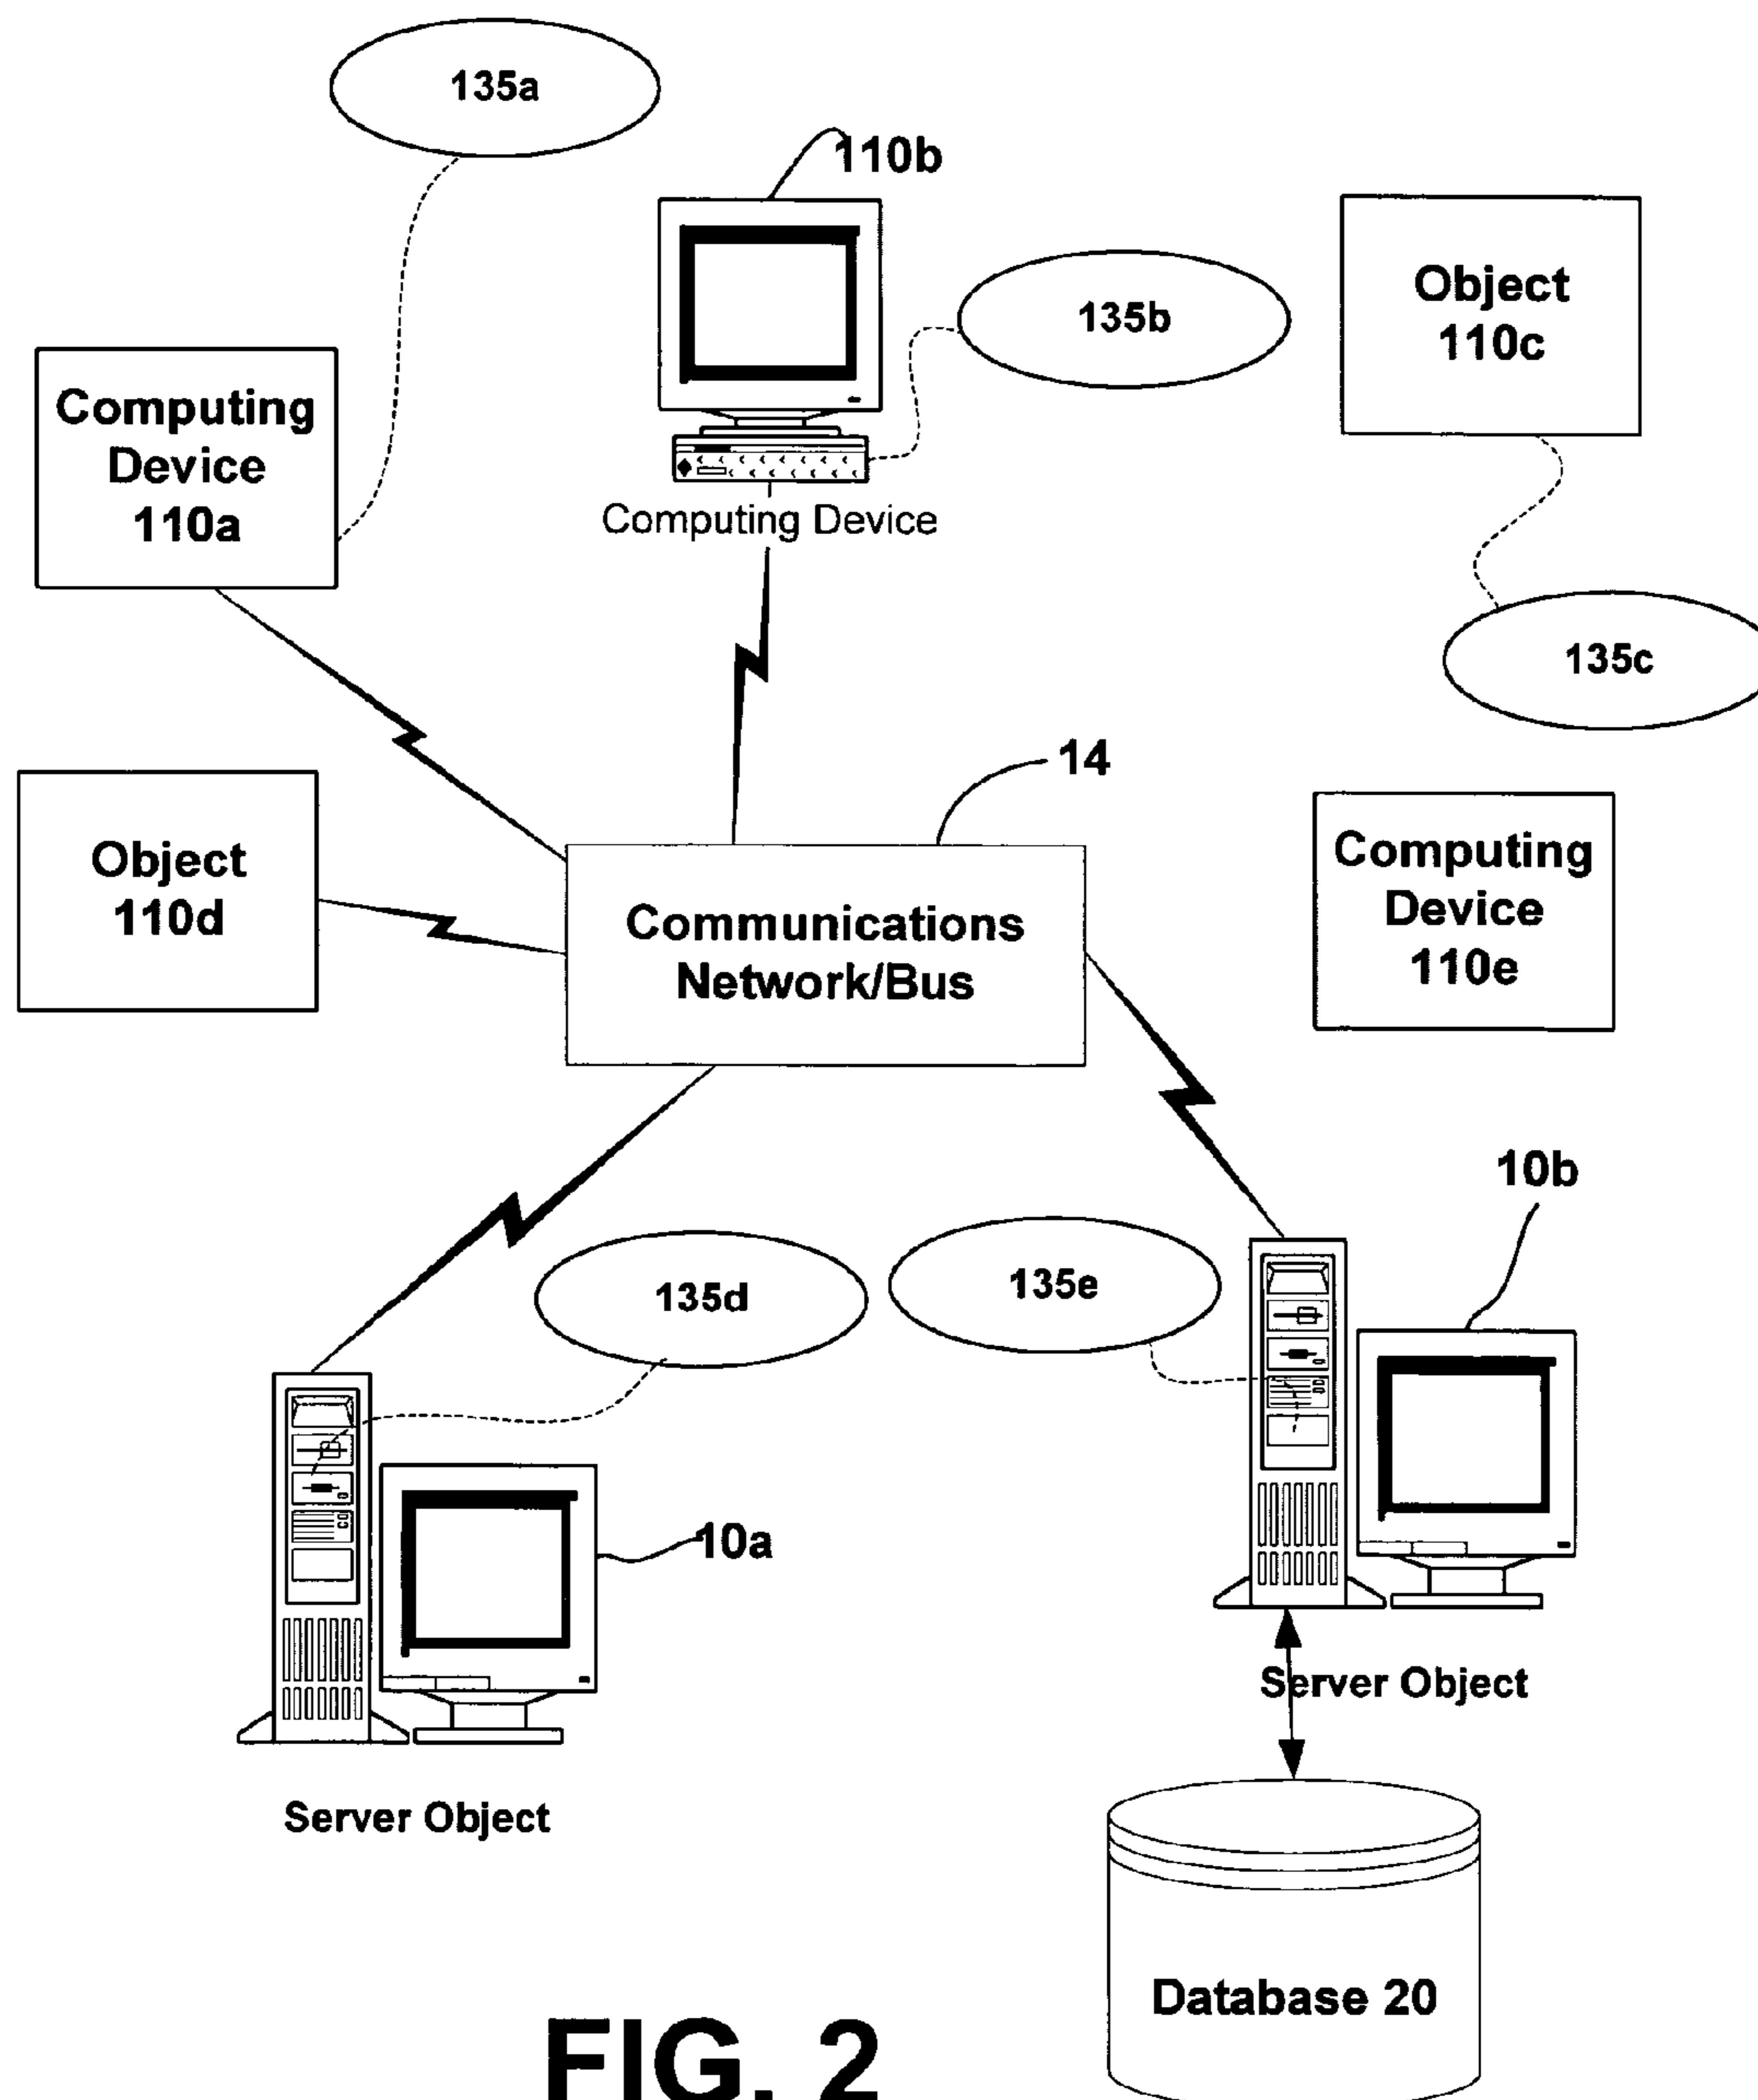 135a
110b
135b
Object
110c
Computing
Device
110a
Computing Device
135c
14
Object
110d
Communications
Network/Bus
Computing
Device
110e
10b
135d
135e
10a
Server Object
Server Object
Database 20
FIG. 2